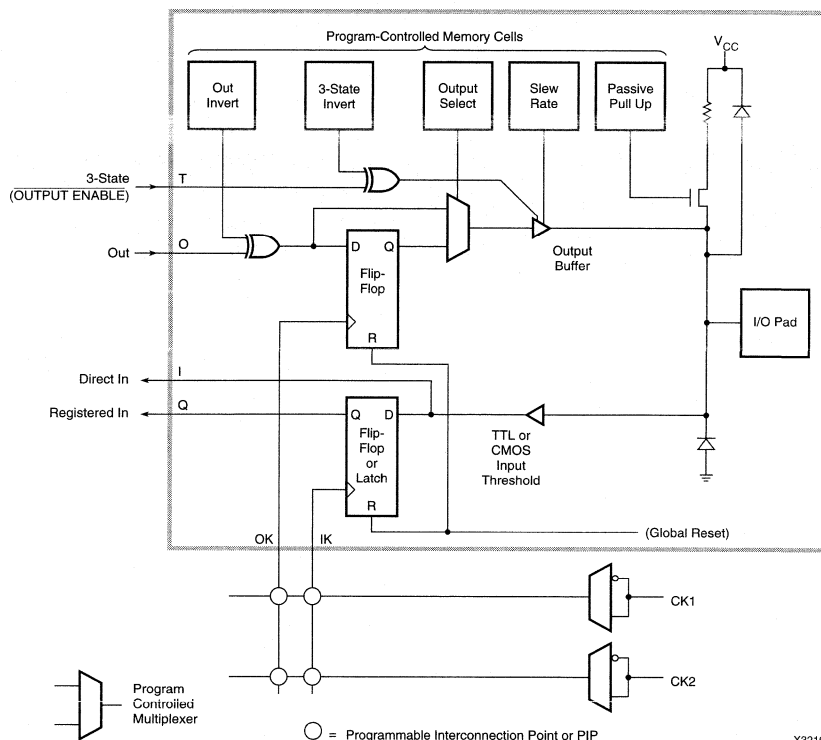 Program-Controlled Memory Cells
VCC
Out
Invert
3-State
Invert
Output
Select
Slew
Rate
Passive
Pull Up
3-State
(OUTPUT ENABLE)
T
Out
O
D
Q
Flip-
Flop
R
Output
Buffer
I/O Pad
Direct In
I
Registered In
Q
Q
D
Flip-
Flop
or
Latch
R
TTL or
CMOS
Input
Threshold
OK
IK
(Global Reset)
CK1
CK2
Program
Controlled
Multiplexer
= Programmable Interconnection Point or PIP